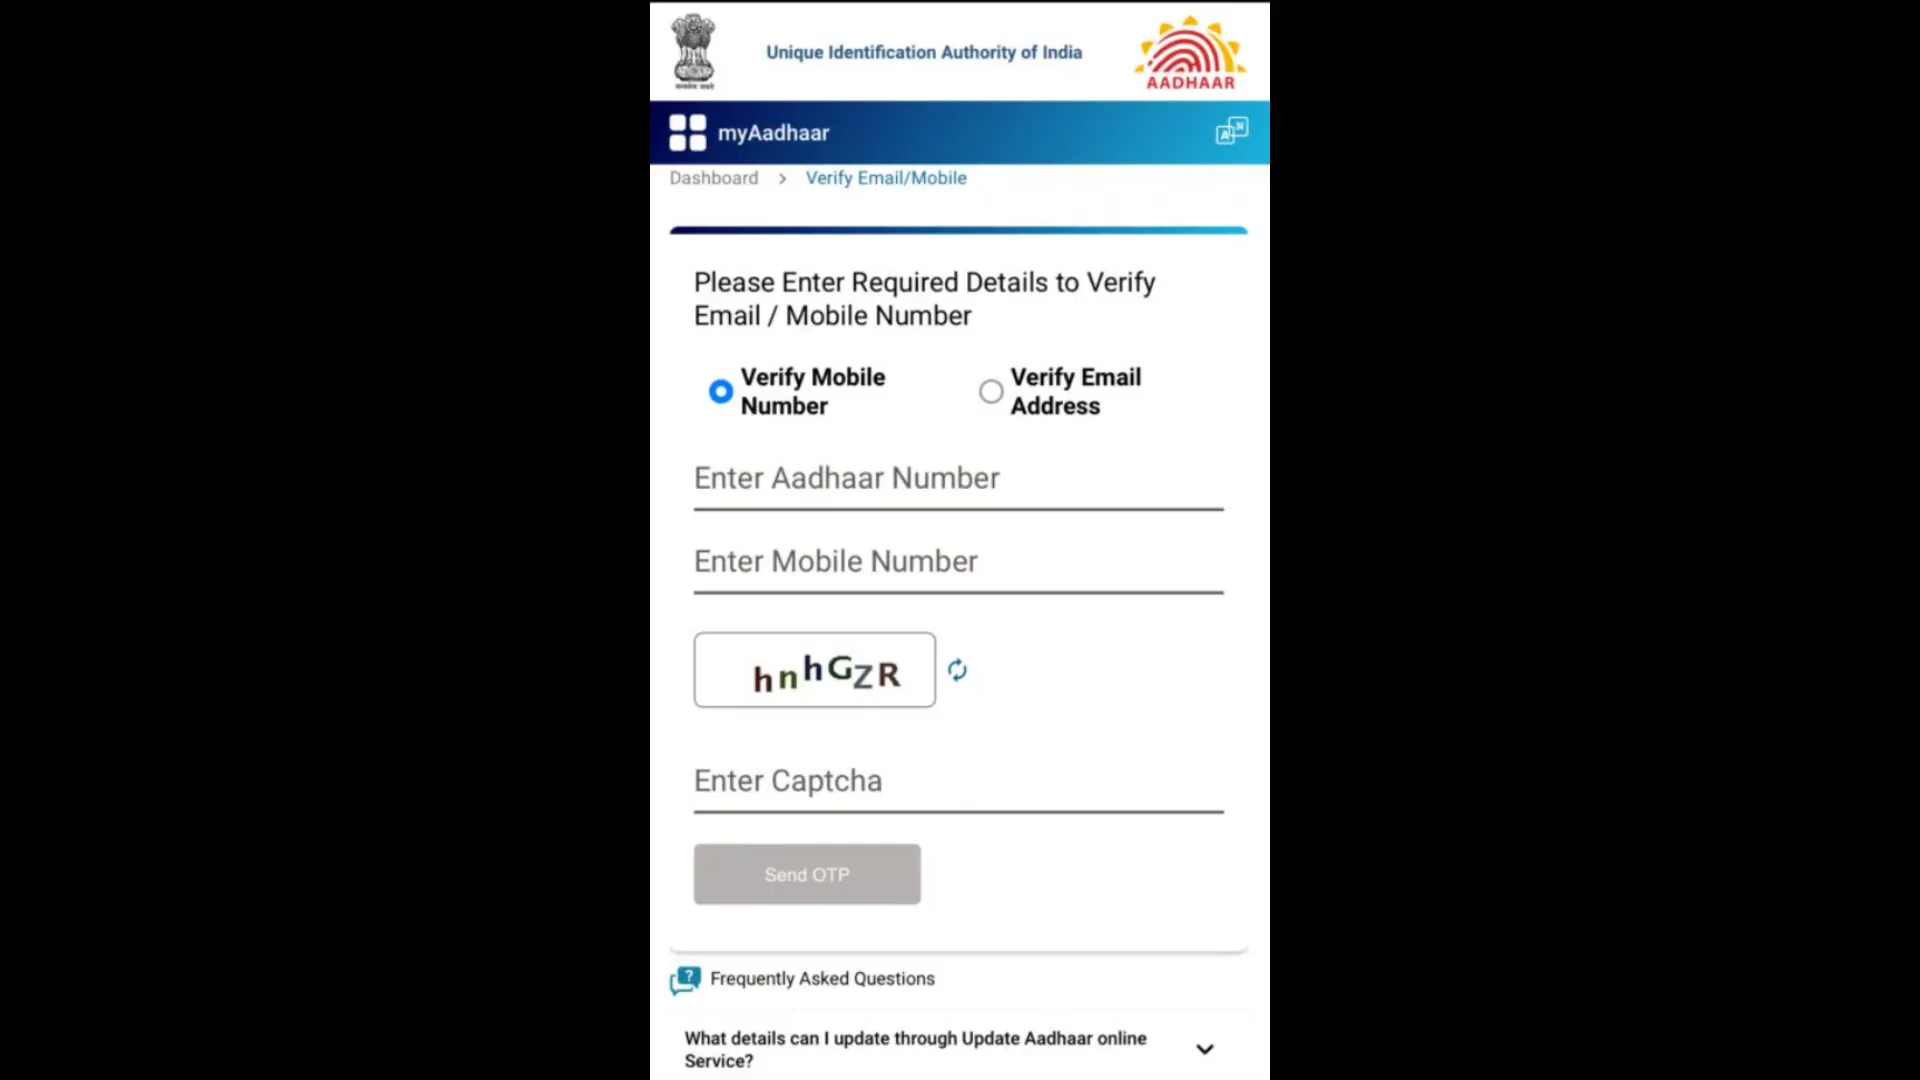 Unique Identification Authority of India
AADHAAR
myAadhaar
Dashboard > Verify Email/Mobile
Please Enter Required Details to Verify
Email / Mobile Number
Verify Mobile
Number
Verify Email
Address
Enter Aadhaar Number
Enter Mobile Number
hnhGZR
Enter Captcha
Send OTP
Frequently Asked Questions
What details can I update through Update Aadhaar online
Service?